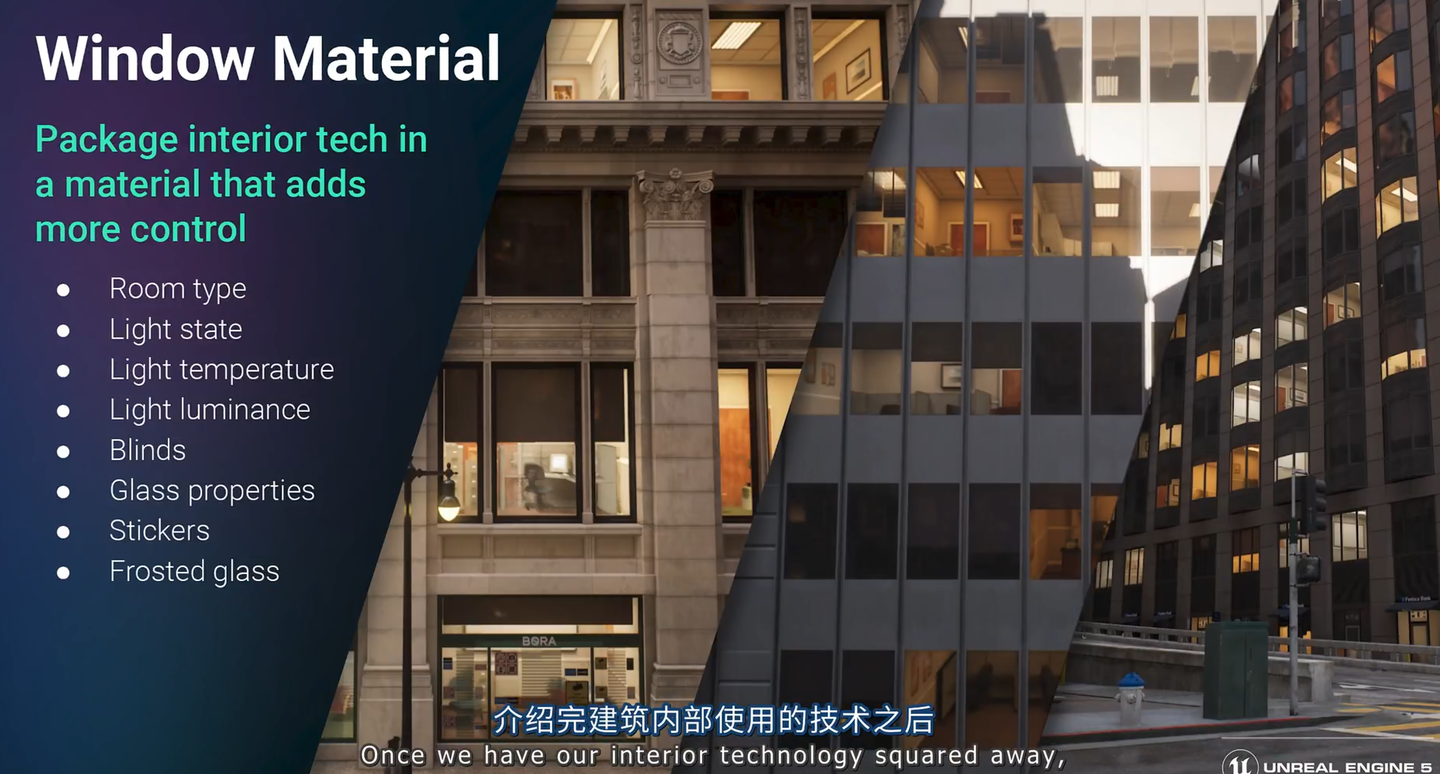 Window Material
Package interior tech in
a material that adds
more control
● Room type
● Light state
● Light temperature
● Light luminance
● Blinds
● Glass properties
● Stickers
● Frosted glass
BORA
介绍完建筑内部使用的技术之后
Once we have our interior technology squared away,
UNREAL ENGINE 5